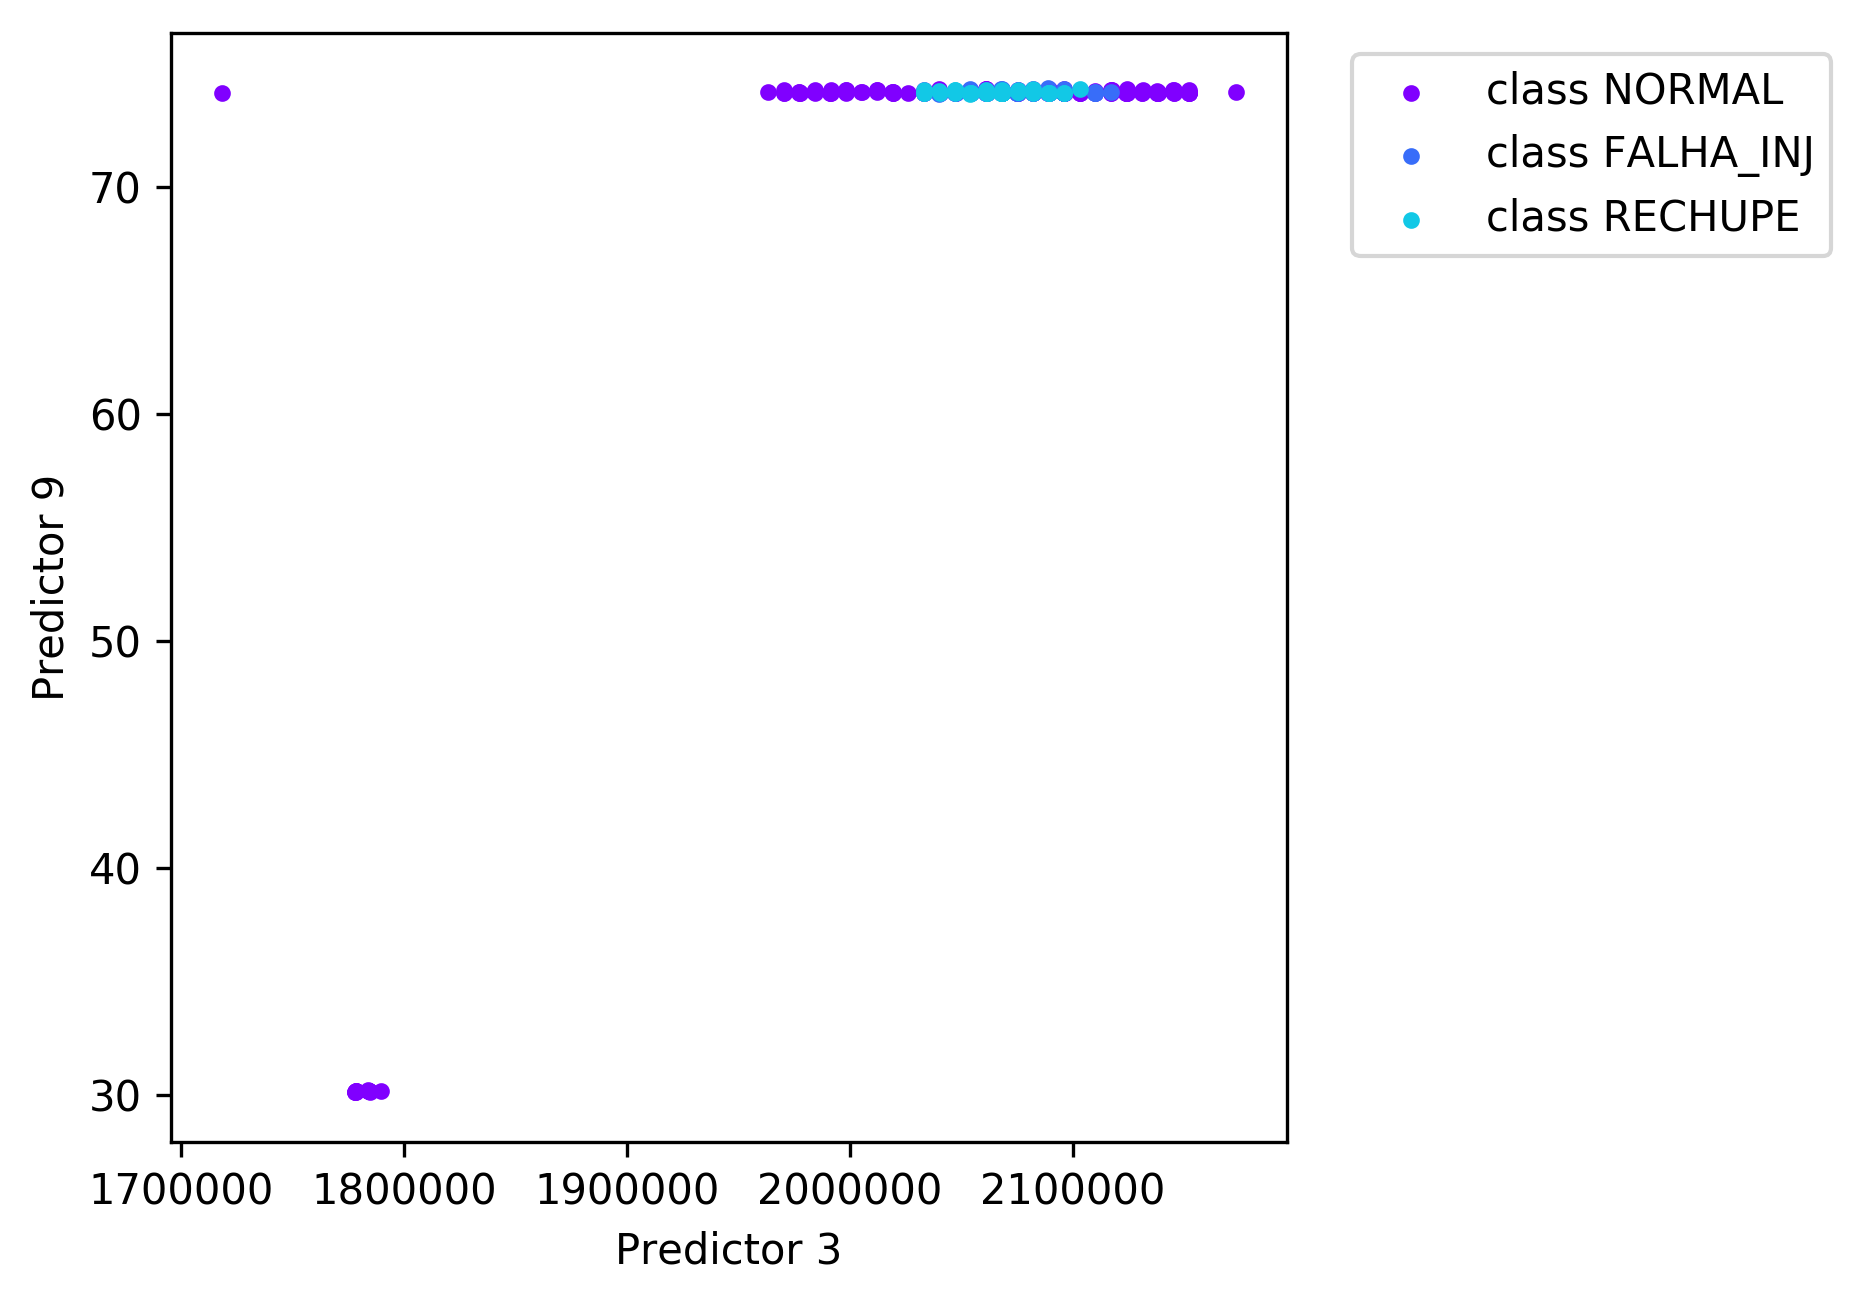 class NORMAL
class FALHA_INJ
class RECHUPE
70
60
50
40
30
Predictor 9
1700000 1800000 1900000 2000000 2100000
Predictor 3